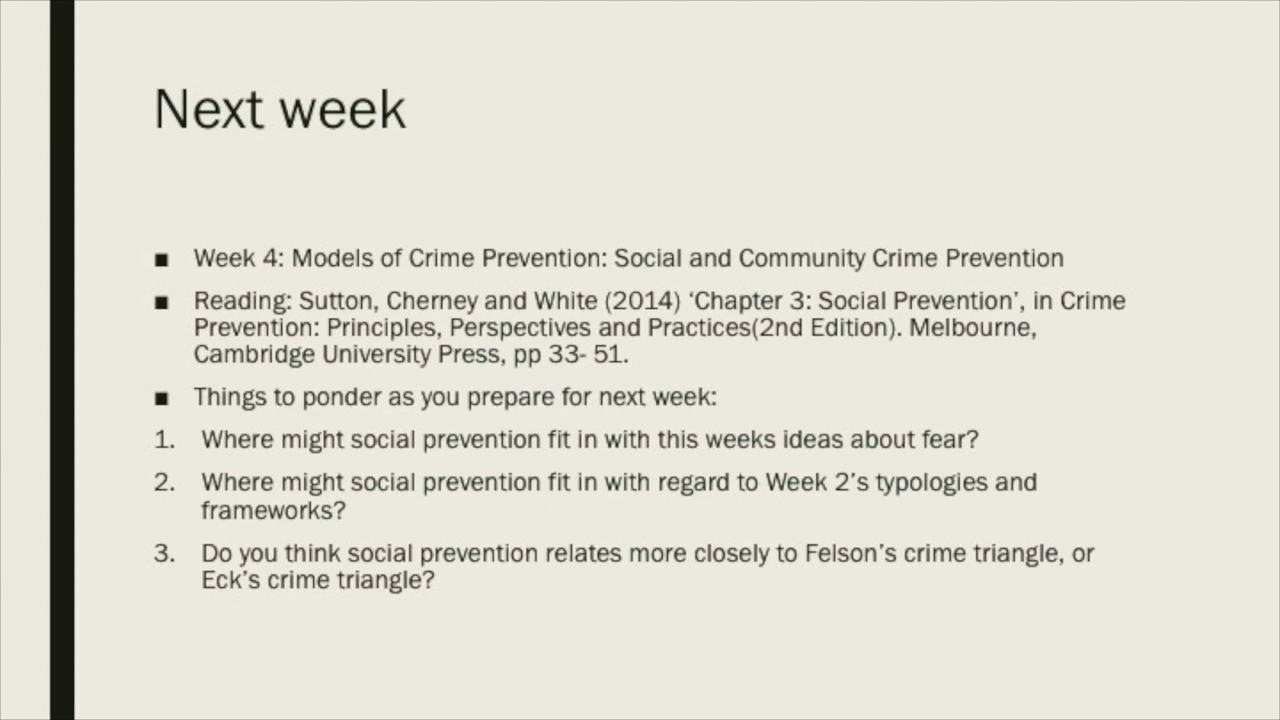 Next week
■ Week 4: Models of Crime Prevention: Social and Community Crime Prevention
■ Reading: Sutton, Cherney and White (2014) ‘Chapter 3: Social Prevention’, in Crime
Prevention: Principles, Perspectives and Practices(2nd Edition). Melbourne,
Cambridge University Press, pp 33- 51.
■ Things to ponder as you prepare for next week:
1. Where might social prevention fit in with this weeks ideas about fear?
2. Where might social prevention fit in with regard to Week 2’s typologies and
frameworks?
3. Do you think social prevention relates more closely to Felson’s crime triangle, or
Eck’s crime triangle?